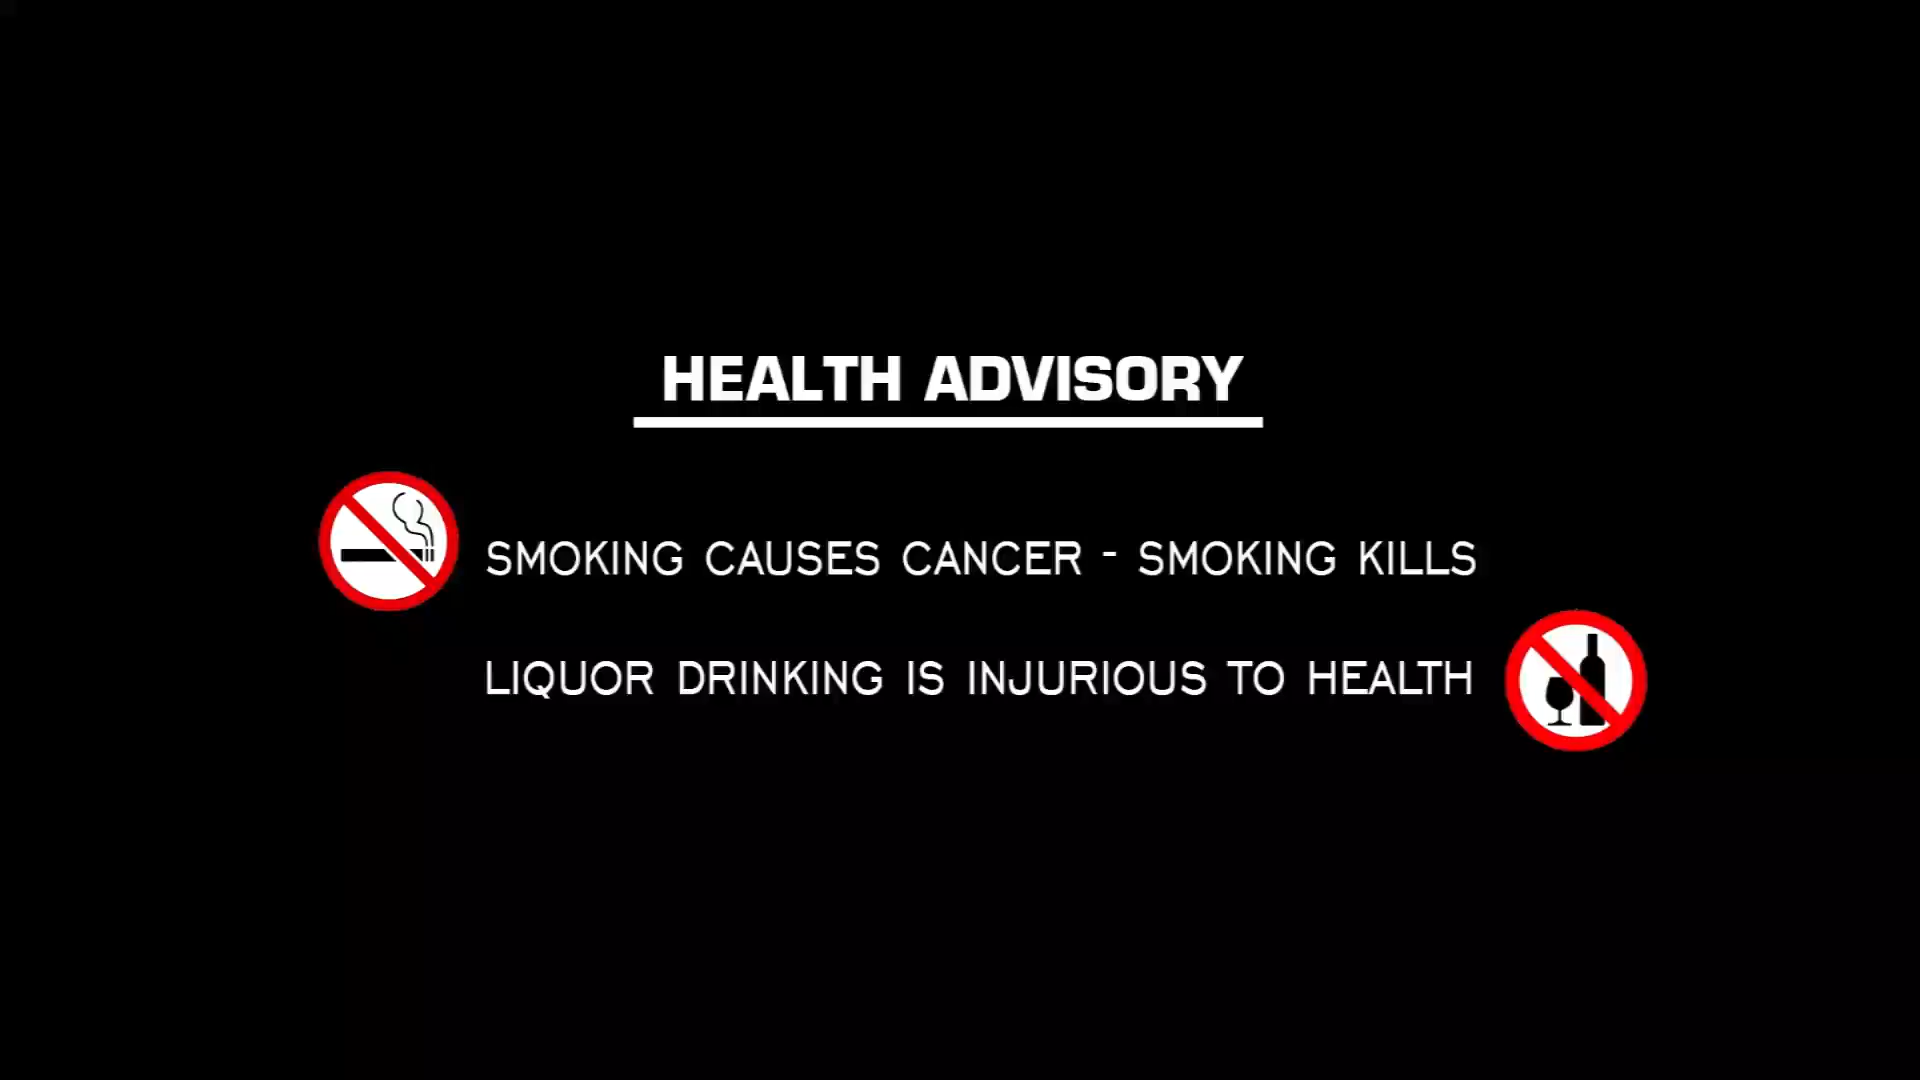 HEALTH ADVISORY
SMOKING CAUSES CANCER - SMOKING KILLS
LIQUOR DRINKING IS INJURIOUS TO HEALTH